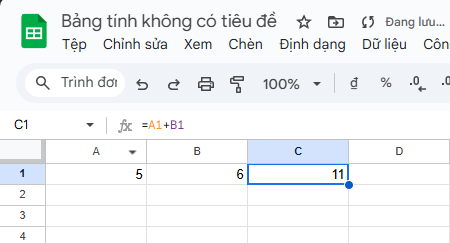 Bảng tính không có tiêu đề Đang lưu...
Tệp Chỉnh sửa Xem Chèn Định dạng Dữ liệu Côn
Trình đơn 100% đ % .0
C1 fx =A1+B1
A B C D
1 5 6 11
2
3
4